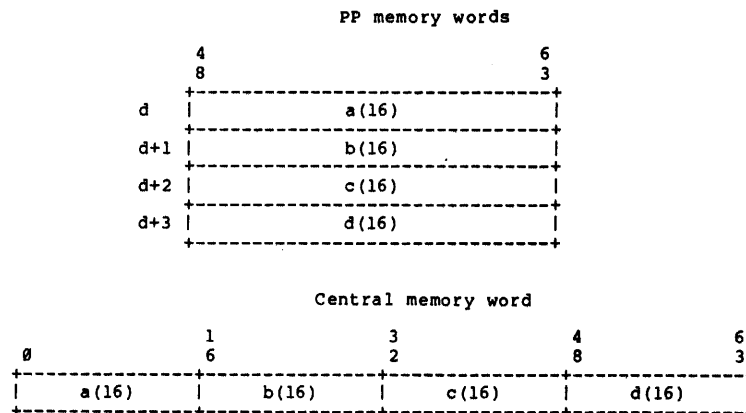 PP memory words
4 6
8 3
d a(16)
d+1 b(16)
d+2 c(16)
d+3 d(16)
Central memory word
1 3 4 6
0 6 2 8 3
a(16) b(16) c(16) d(16)